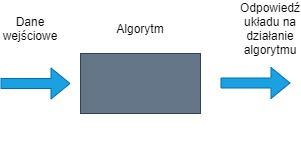 Dane
wejściowe
Algorytm
Odpowiedź
układu na
działanie
algorytmu